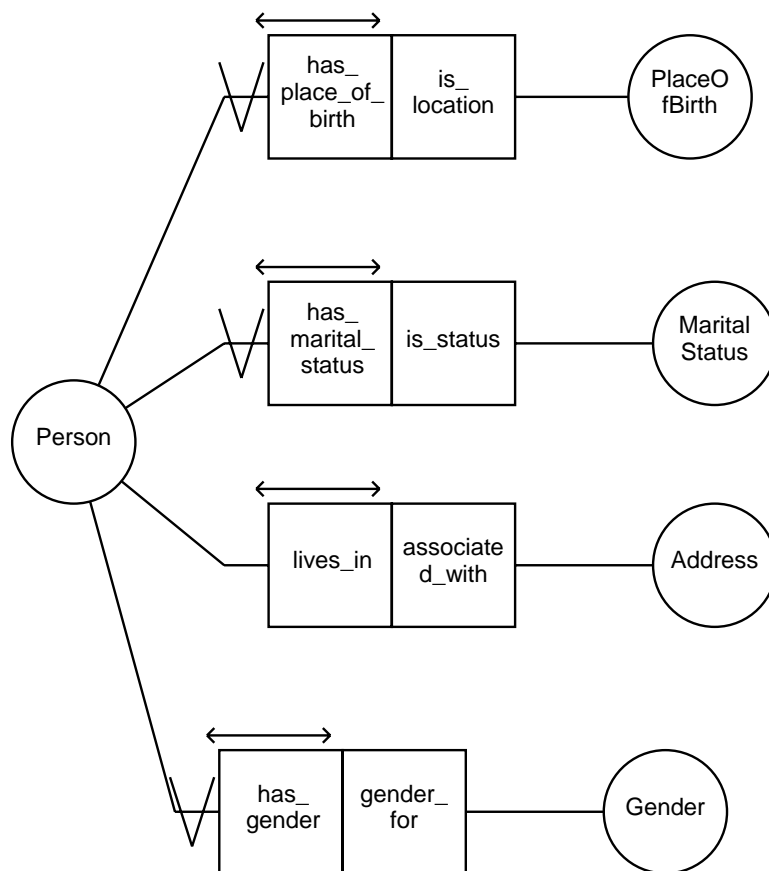 has_
place_of_
birth
is_
location
PlaceO
fBirth
has_
marital_
status
is_status
Marital
Status
Person
lives_in
associate
d_with
Address
has_
gender
gender_
for
Gender